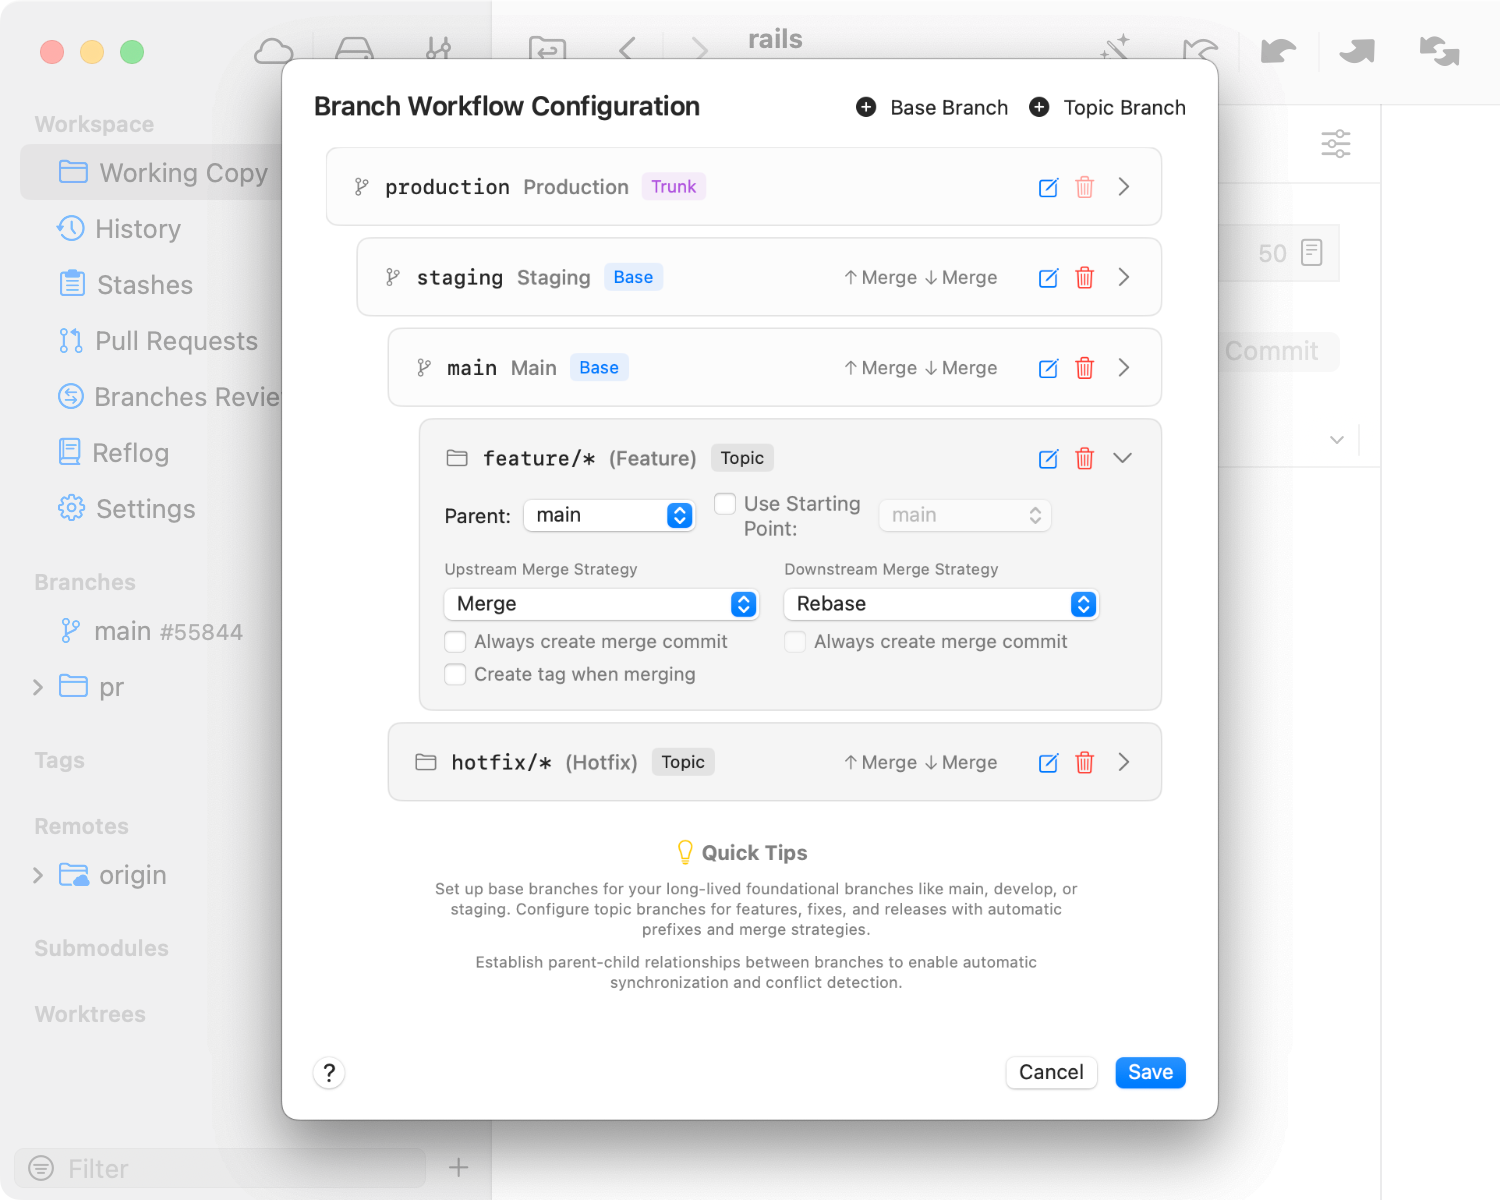 rails
Workspace
Working Copy
History
Stashes
Pull Requests
Branches Revie
Reflog
Settings
Branches
main #55844
pr
Tags
Remotes
origin
Submodules
Worktrees
Filter
50
Commit
Branch Workflow Configuration
Base Branch
Topic Branch
production Production Trunk
staging Staging Base ↑ Merge ↓ Merge
main Main Base ↑ Merge ↓ Merge
feature/* (Feature) Topic
Parent: main
Use Starting
Point:
main
Upstream Merge Strategy
Merge
Always create merge commit
Create tag when merging
Downstream Merge Strategy
Rebase
Always create merge commit
hotfix/* (Hotfix) Topic ↑ Merge ↓ Merge
Quick Tips
Set up base branches for your long-lived foundational branches like main, develop, or
staging. Configure topic branches for features, fixes, and releases with automatic
prefixes and merge strategies.
Establish parent-child relationships between branches to enable automatic
synchronization and conflict detection.
?
Cancel
Save